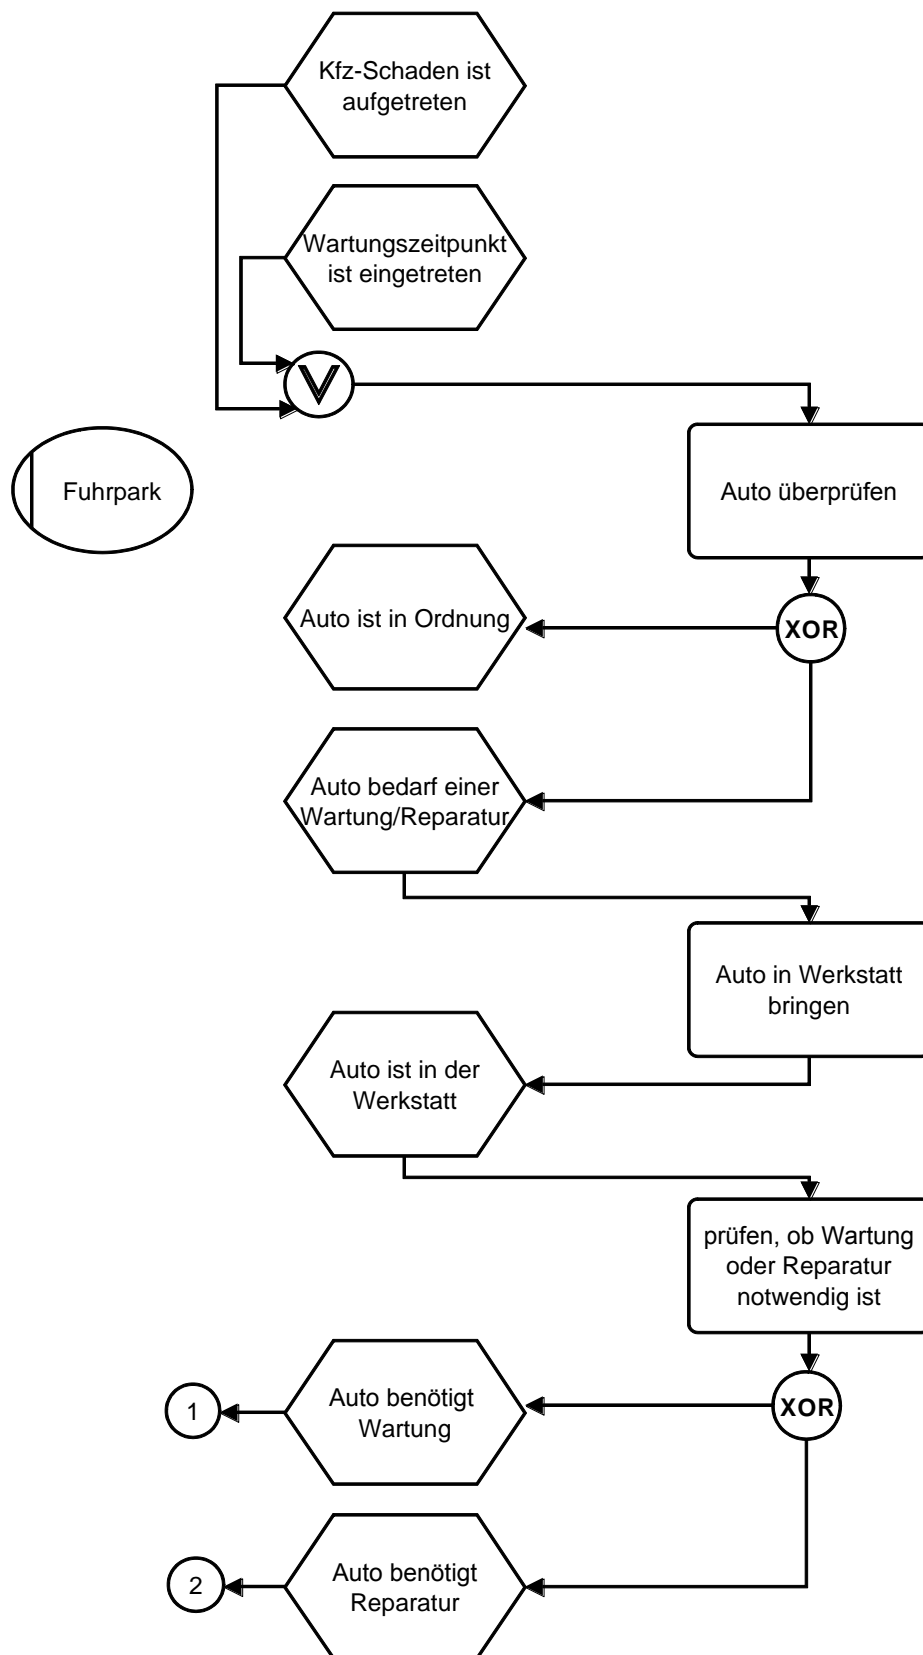 Kfz-Schaden ist
aufgetreten
Wartungszeitpunkt
ist eingetreten
V
Fuhrpark
Auto überprüfen
Auto ist in Ordnung
XOR
Auto bedarf einer
Wartung/Reparatur
Auto in Werkstatt
bringen
Auto ist in der
Werkstatt
prüfen, ob Wartung
oder Reparatur
notwendig ist
1
Auto benötigt
Wartung
XOR
2
Auto benötigt
Reparatur